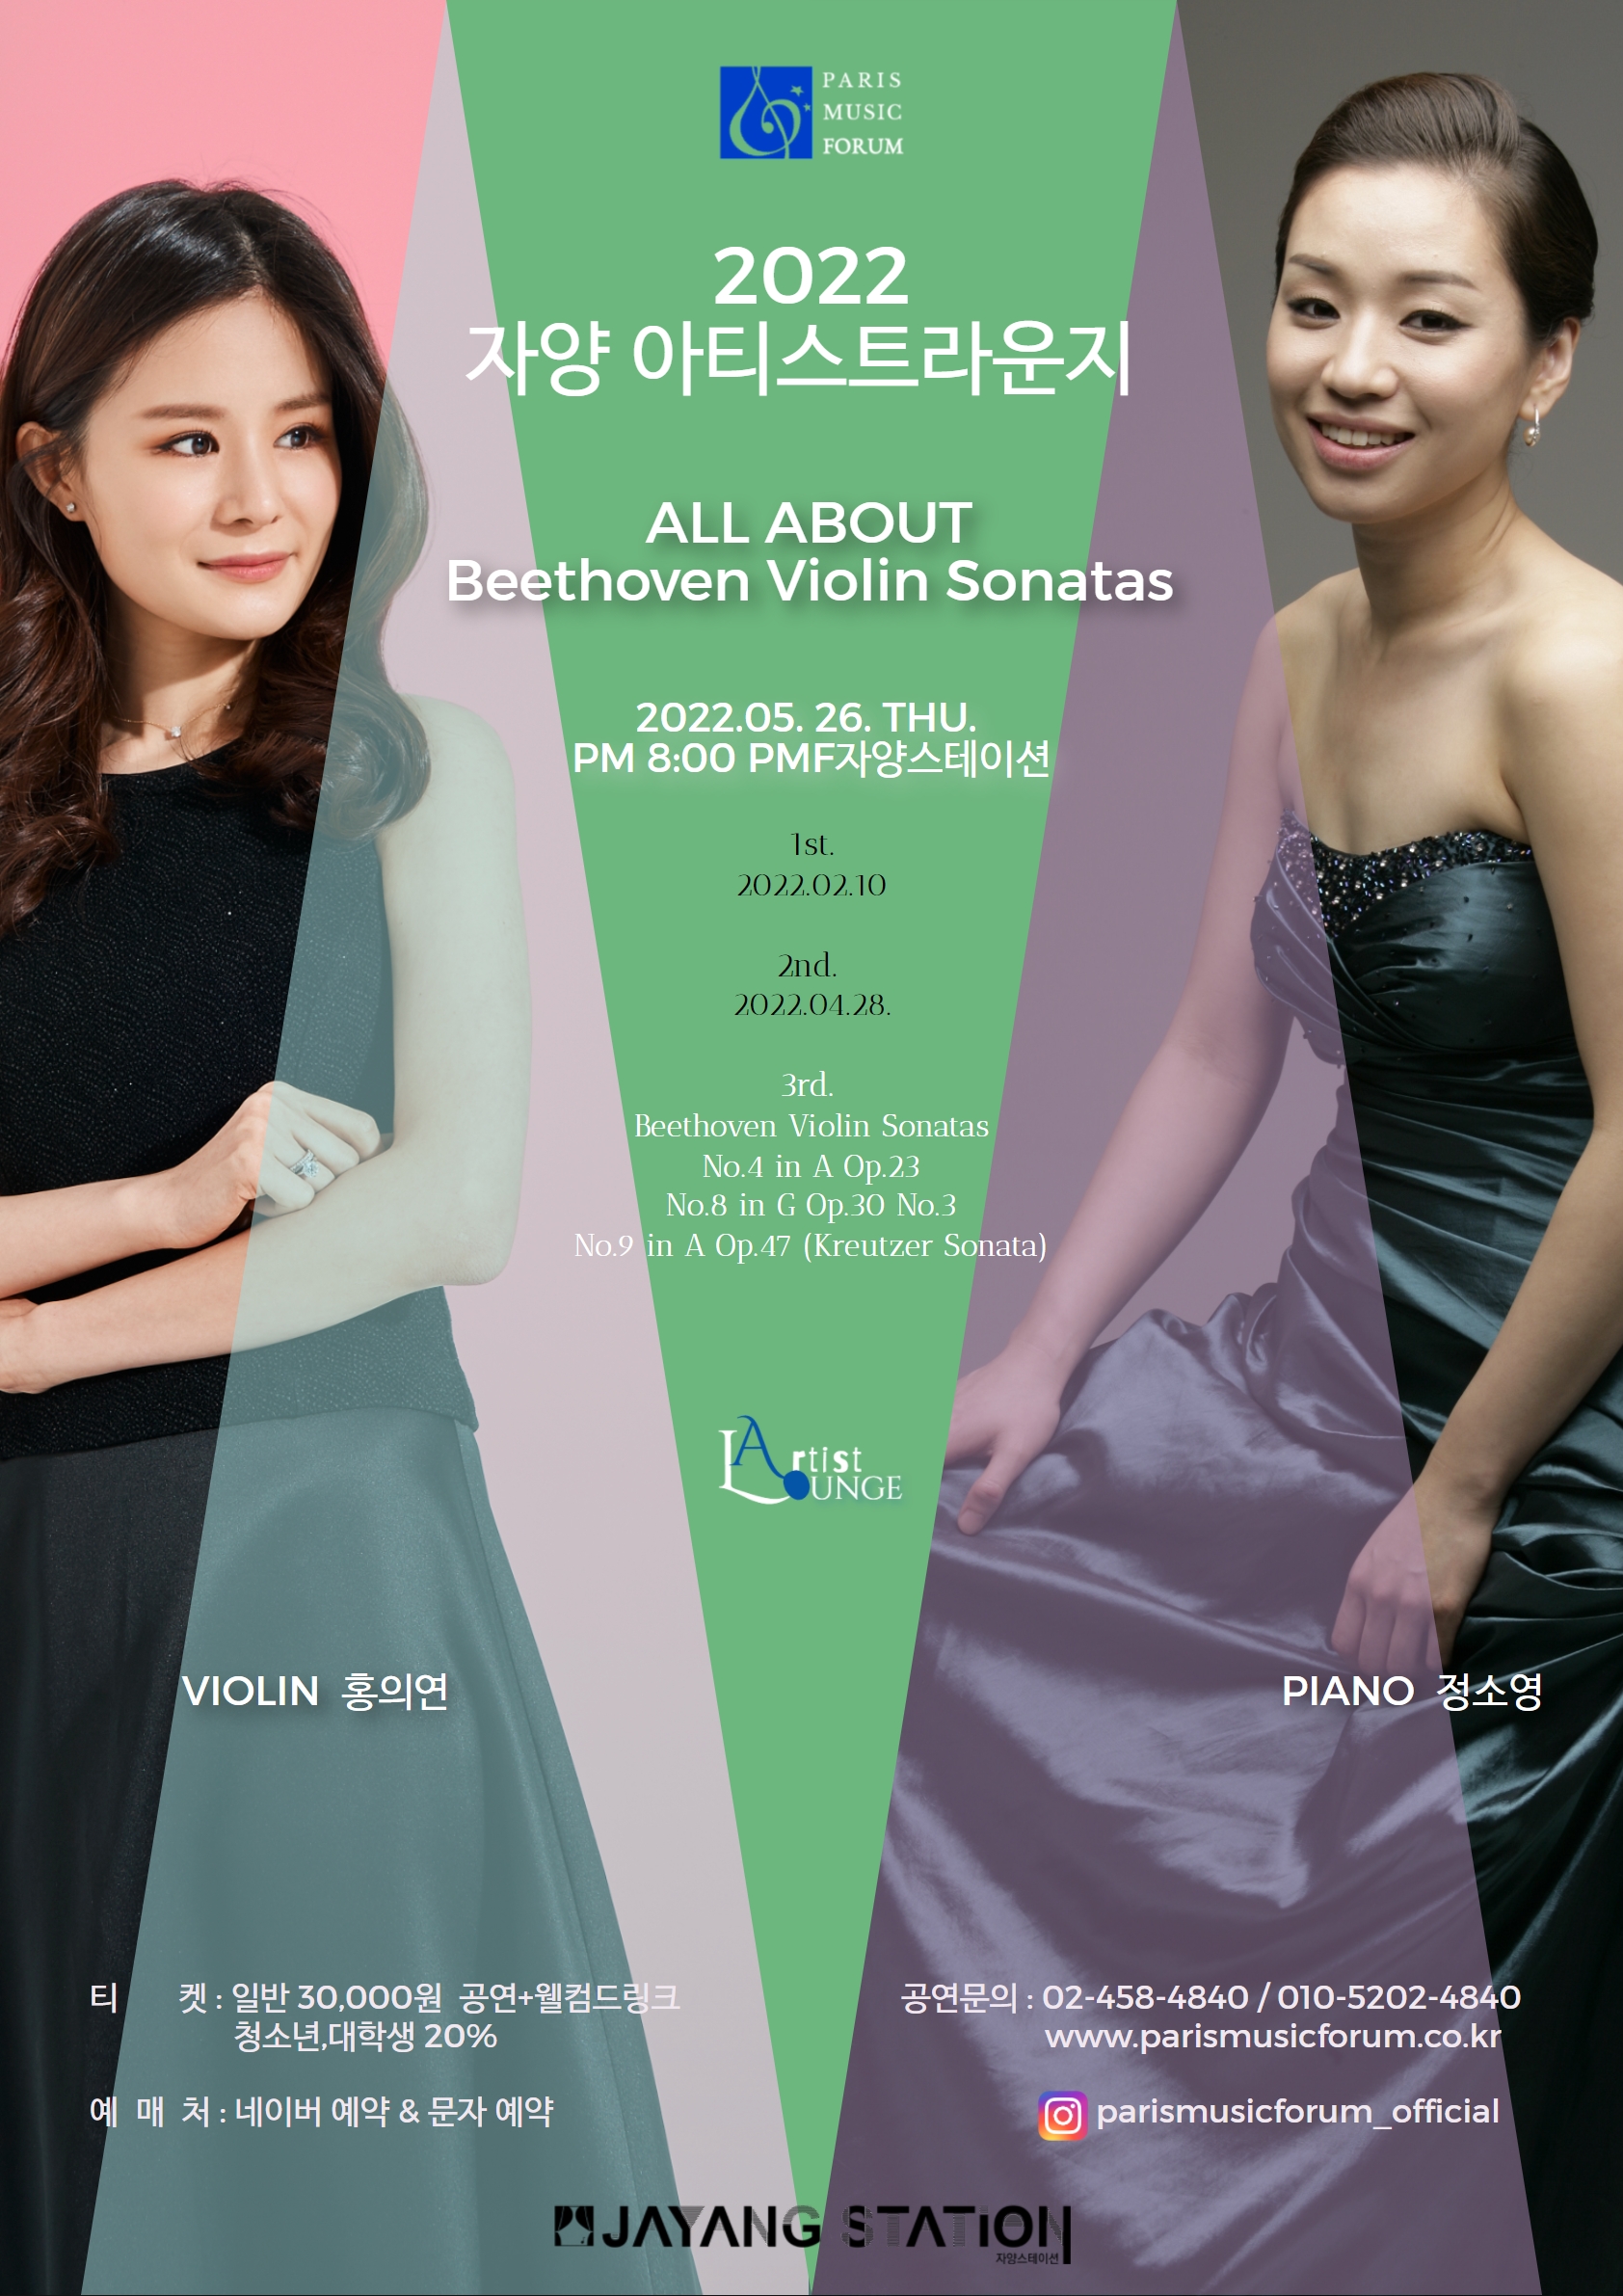 PARIS
MUSIC
FORUM
2022
자양 아티스트라운지
ALL ABOUT
Beethoven Violin Sonatas
2022.05. 26. THU.
PM 8:00 PMF자양스테이션
1st.
2022.02.10
2nd.
2022.04.28.
3rd.
Beethoven Violin Sonatas
No.4 in A Op.23
No.8 in G Op.30 No.3
No.9 in A Op.47 (Kreutzer Sonata)
Artist
LOUNGE
VIOLIN 홍의연
PIANO 정소영
티 켓 : 일반 30,000원 공연+웰컴드링크
청소년,대학생 20%
예 매 처 : 네이버 예약 & 문자 예약
공연문의 : 02-458-4840 / 010-5202-4840
www.parismusicforum.co.kr
parismusicforum_official
JAYANG STATiON
자양스테이션